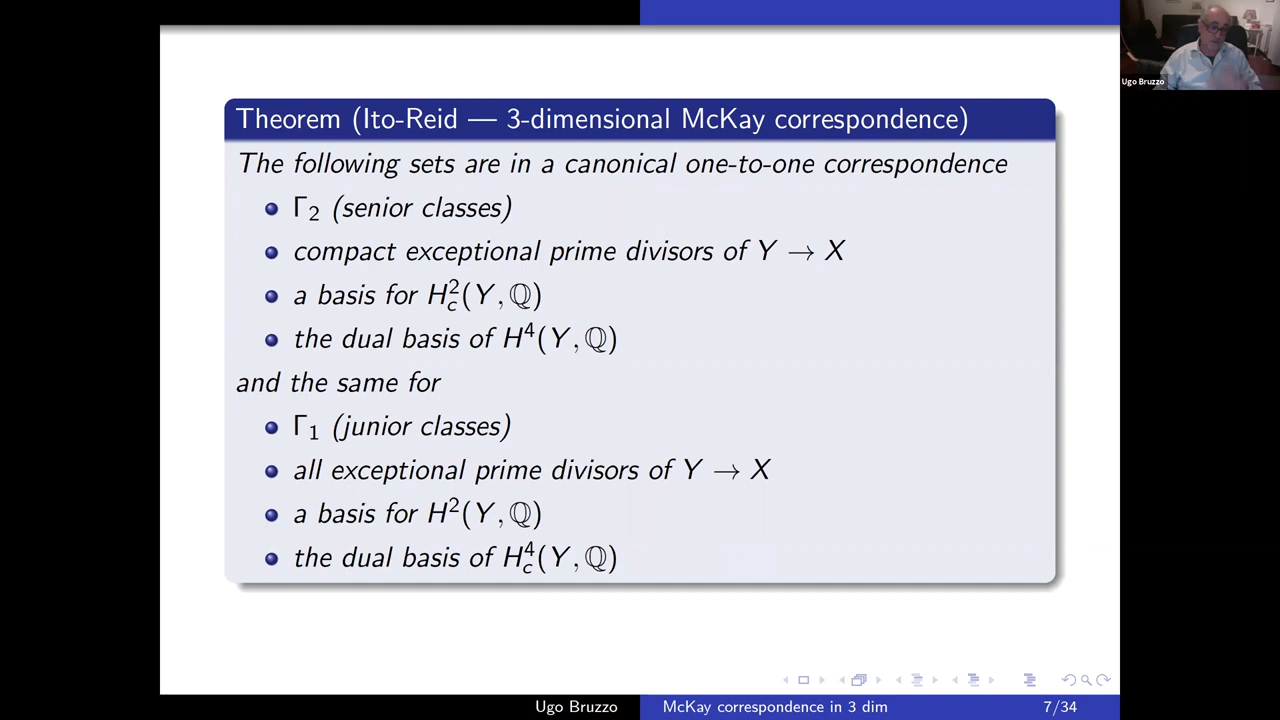 Theorem (Ito-Reid — 3-dimensional McKay correspondence)
The following sets are in a canonical one-to-one correspondence
• Γ₂ (senior classes)
• compact exceptional prime divisors of Y → X
• a basis for H²_c(Y, ℚ)
• the dual basis of H⁴(Y, ℚ)
and the same for
• Γ₁ (junior classes)
• all exceptional prime divisors of Y → X
• a basis for H²(Y, ℚ)
• the dual basis of H⁴_c(Y, ℚ)
Ugo Bruzzo
McKay correspondence in 3 dim
7/34
Ugo Bruzzo